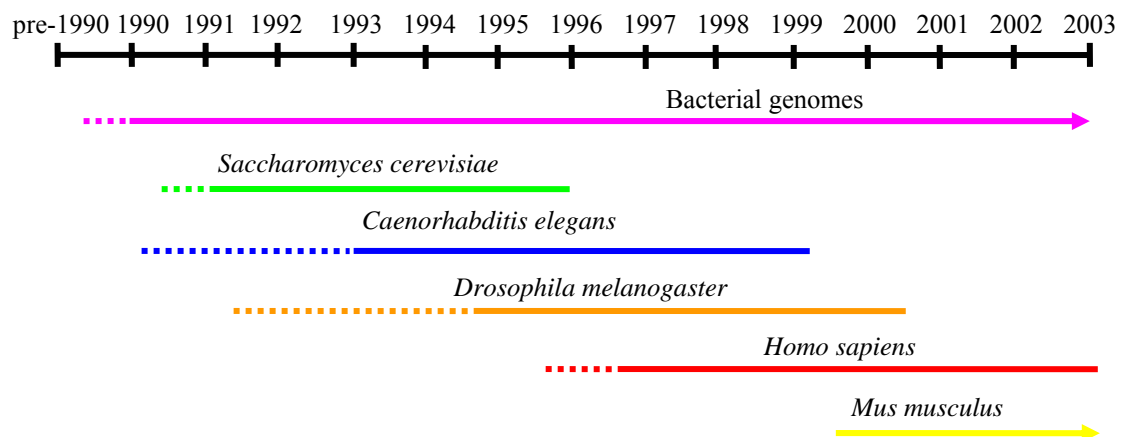 pre-1990 1990 1991 1992 1993 1994 1995 1996 1997 1998 1999 2000 2001 2002 2003
Bacterial genomes
Saccharomyces cerevisiae
Caenorhabditis elegans
Drosophila melanogaster
Homo sapiens
Mus musculus